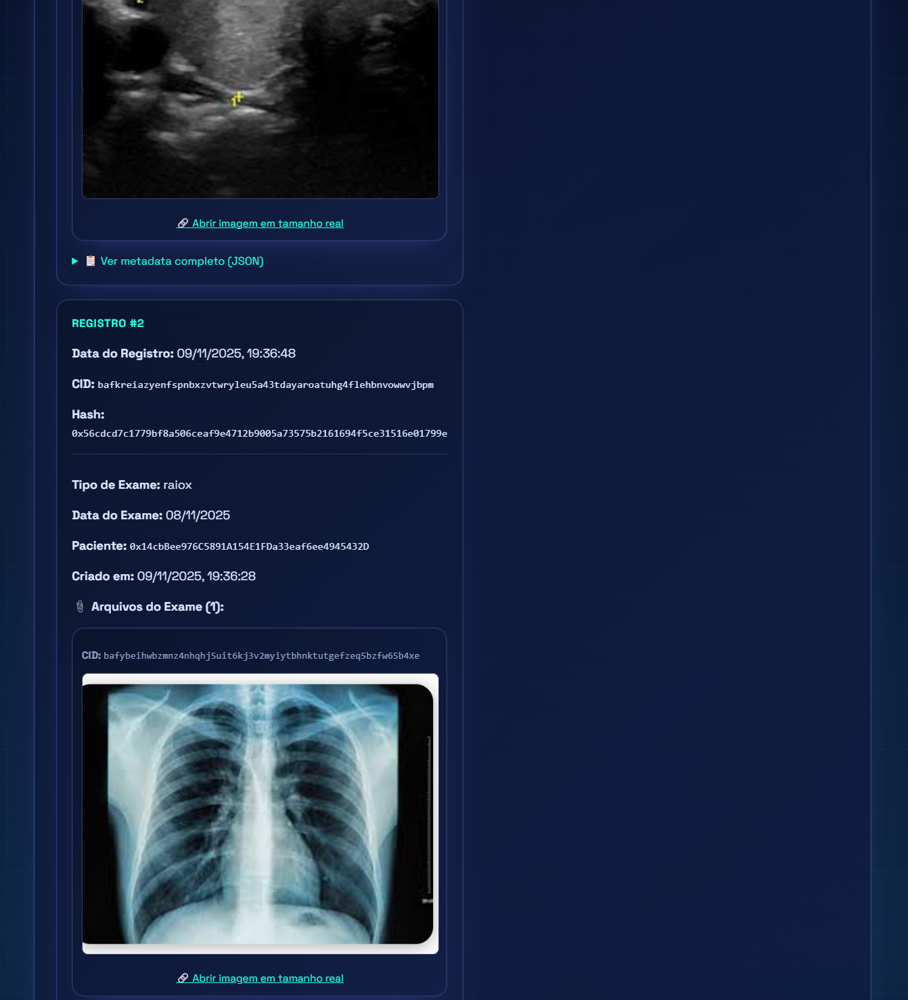 2
1
🔗 Abrir imagem em tamanho real
▶ 📋 Ver metadata completo (JSON)
REGISTRO #2
Data do Registro: 09/11/2025, 19:36:48
CID: bafkreiazyenfspnbxzvtwryleu5a43tdayaroatuhg4flehbnvowwvjbpm
Hash:
0x56cdcd7c1779bf8a506ceaf9e4712b9005a73575b2161694f5ce31516e01799e
Tipo de Exame: raiox
Data do Exame: 08/11/2025
Paciente: 0x14cbBee976C5891A154E1FDa33eaf6ee4945432D
Criado em: 09/11/2025, 19:36:28
📎 Arquivos do Exame (1):
CID: bafybeihwbzmnz4nhqhj5uit6kj3v2myiytbhnktutgefzeq5bzfw65b4xe
🔗 Abrir imagem em tamanho real